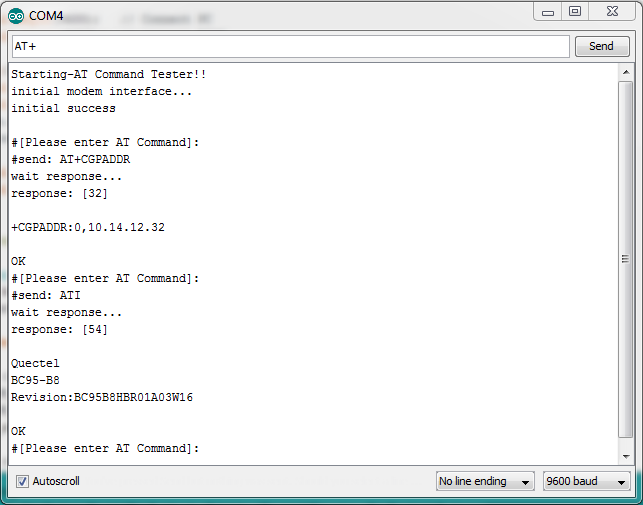 COM4
AT+
Send
Starting-AT Command Tester!!
initial modem interface...
initial success
#[Please enter AT Command]:
#send: AT+CGPADDR
wait response...
response: [32]
+CGPADDR:0,10.14.12.32
OK
#[Please enter AT Command]:
#send: ATI
wait response...
response: [54]
Quectel
BC95-B8
Revision:BC95B8HBR01A03W16
OK
#[Please enter AT Command]:
Autoscroll
No line ending
9600 baud